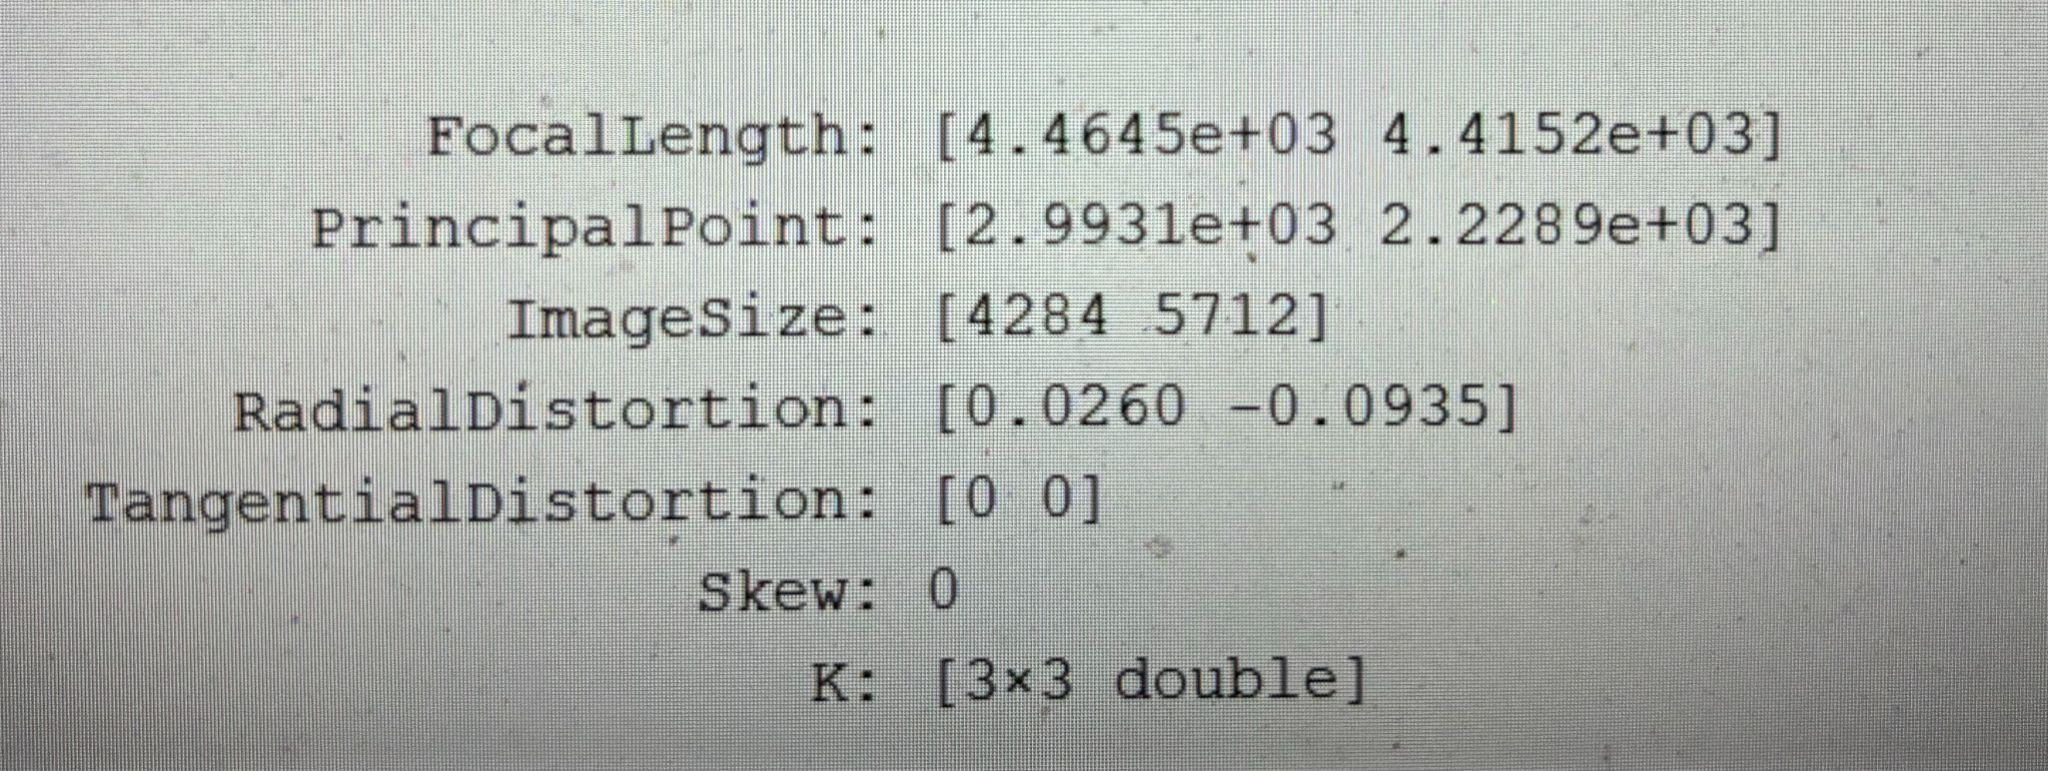 FocalLength: [4.4645e+03 4.4152e+03]
PrincipalPoint: [2.9931e+03 2.2289e+03]
ImageSize: [4284 5712]
RadialDistortion: [0.0260 -0.0935]
TangentialDistortion: [0 0]
Skew: 0
K: [3×3 double]